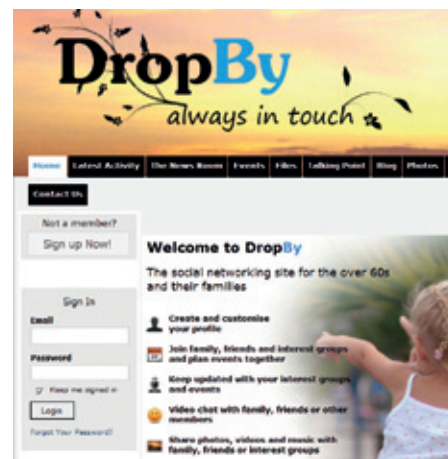 DropBy
always in touch
Home Latest Activity The News Room Events Files Talking Point Blog Photos
Contact Us
Not a member?
Sign up Now!
Sign In
Email
Password
Keep me signed in
Login
Forgot Your Password?
Welcome to DropBy
The social networking site for the over 60s
and their families
Create and customise
your profile
Join family, friends and interest groups
and plan events together
Keep updated with your interest groups
and events
Video chat with family, friends or other
members
Share photos, videos and music with
family, friends or interest groups